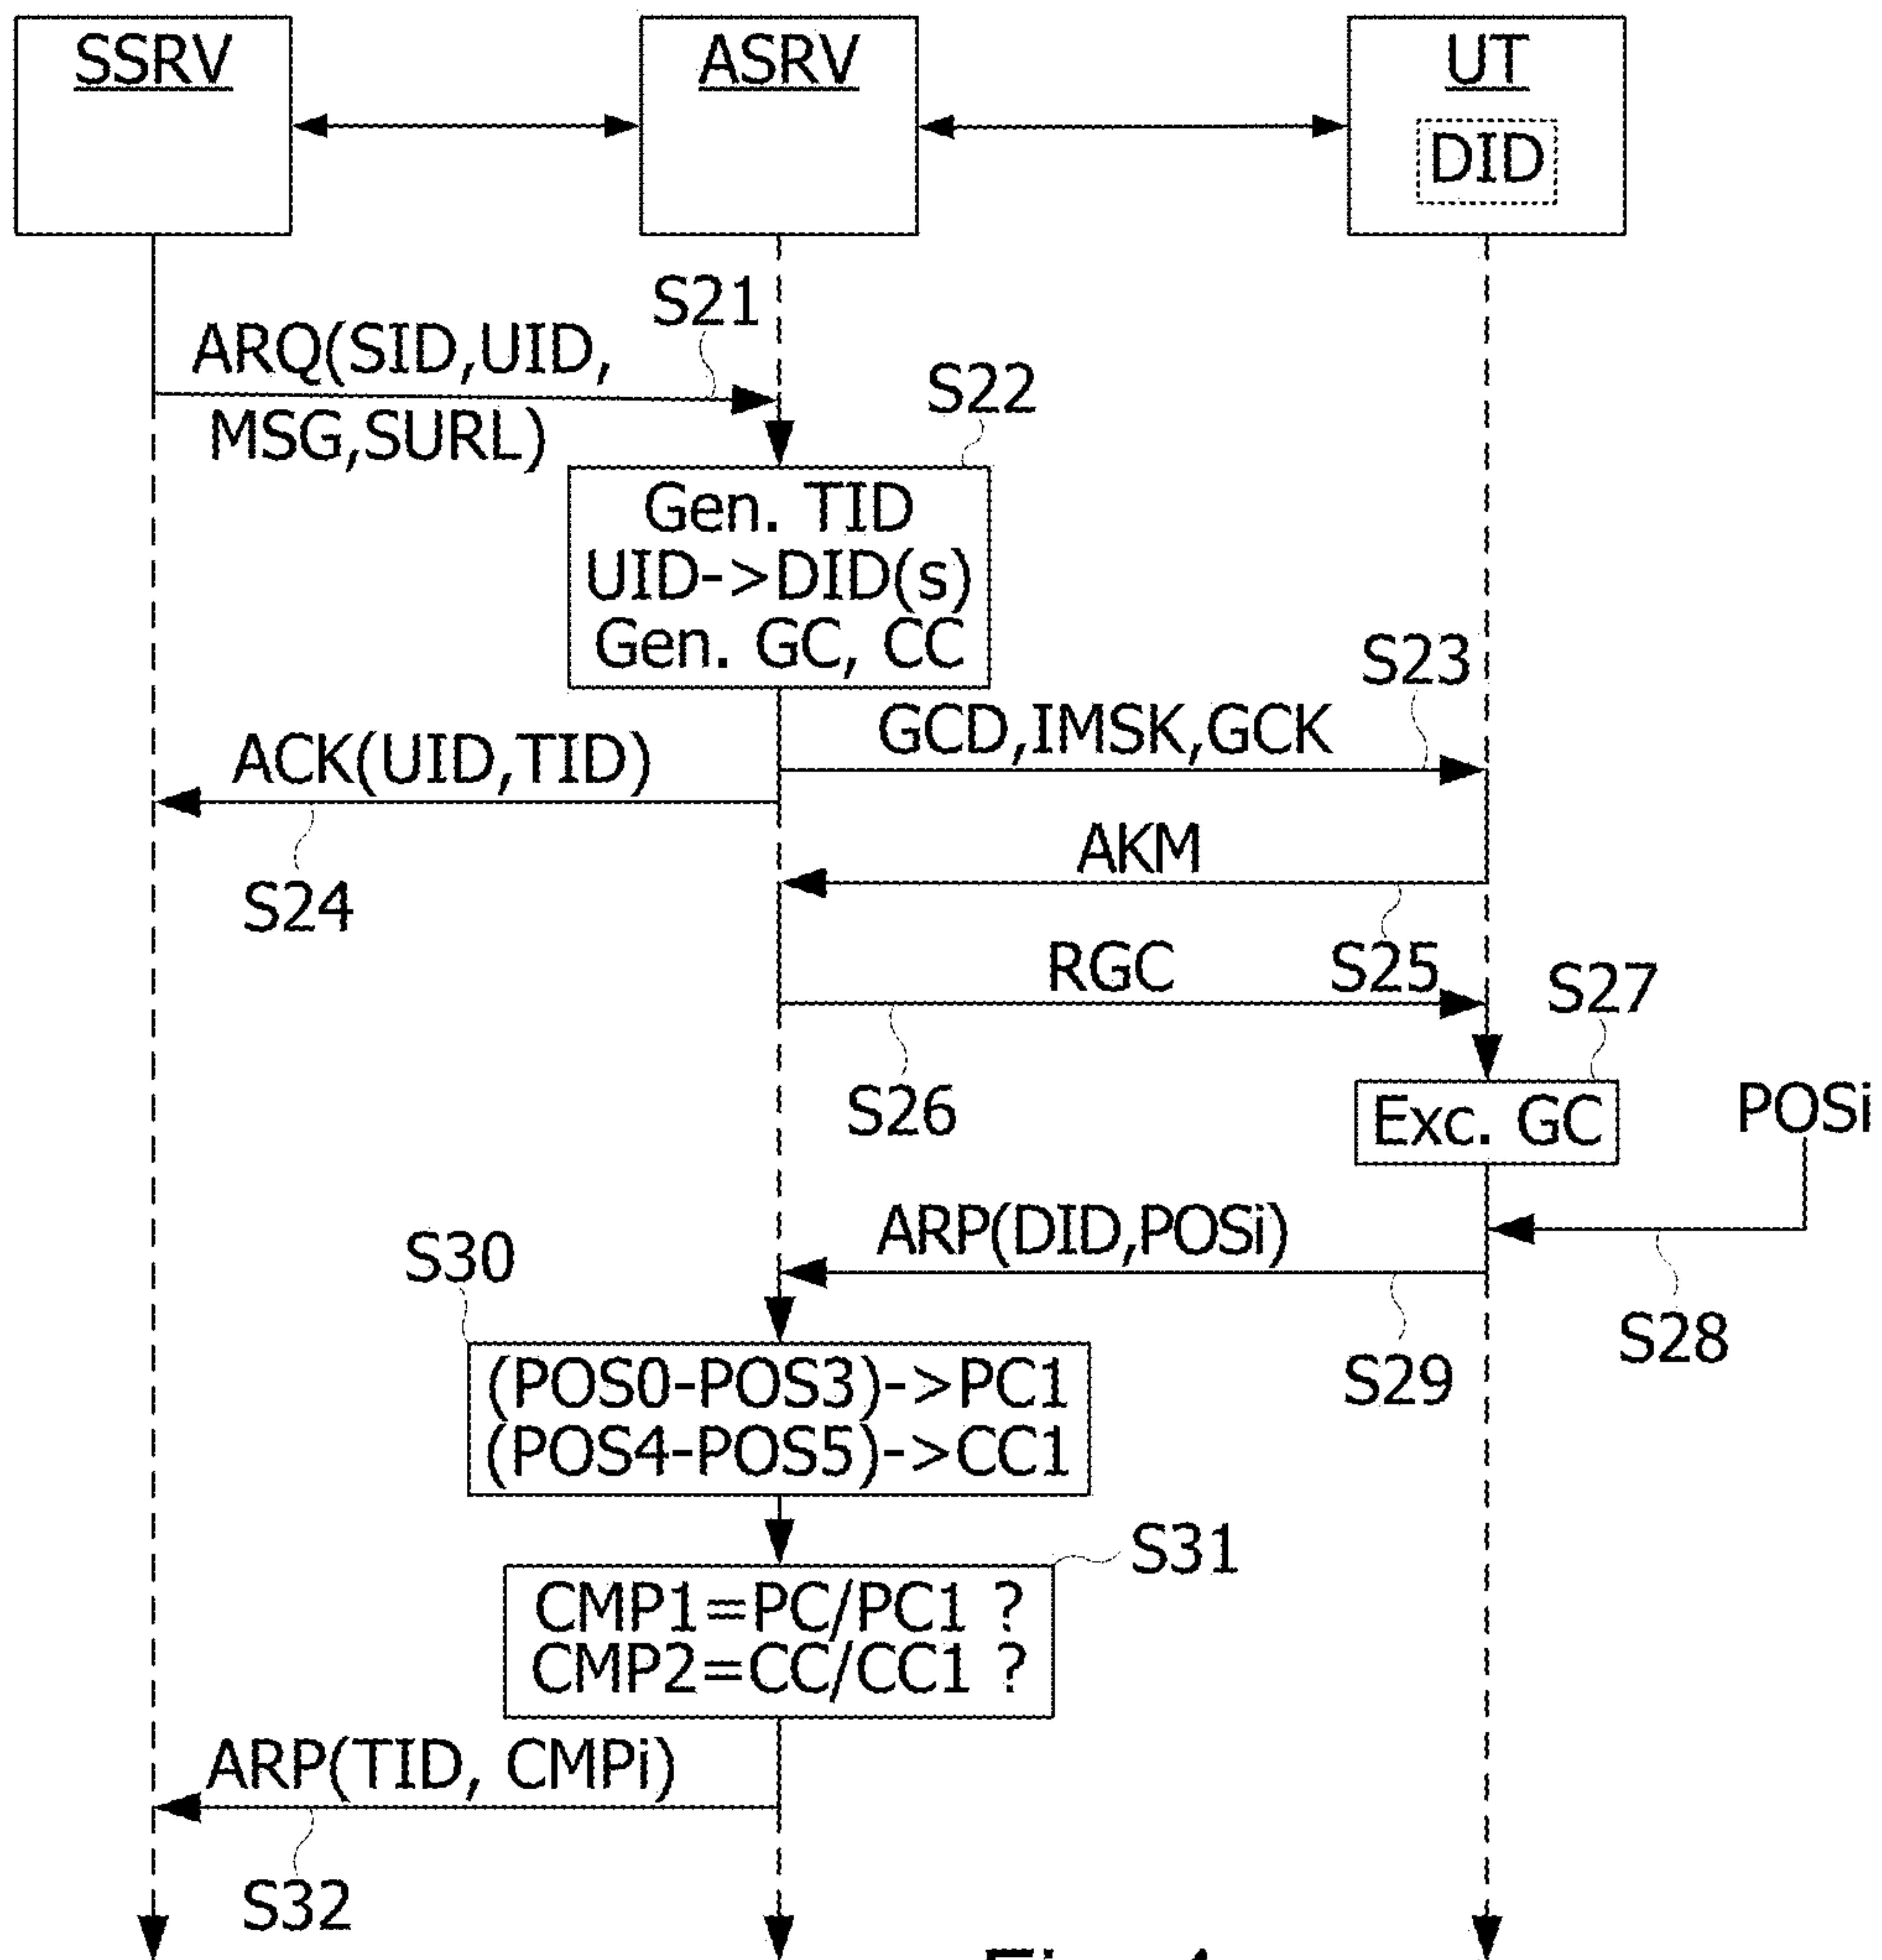 SSRV
ASRV
UT
DID
S21
ARQ(SID,UID,
MSG,SURL)
S22
Gen. TID
UID->DID(s)
Gen. GC, CC
S23
GCD,IMSK,GCK
ACK(UID,TID)
S24
AKM
S25
RGC
S26
S27
Exc. GC
POSi
S28
ARP(DID,POSi)
S29
S30
(POS0-POS3)->PC1
(POS4-POS5)->CC1
S31
CMP1=PC/PC1 ?
CMP2=CC/CC1 ?
ARP(TID, CMPi)
S32